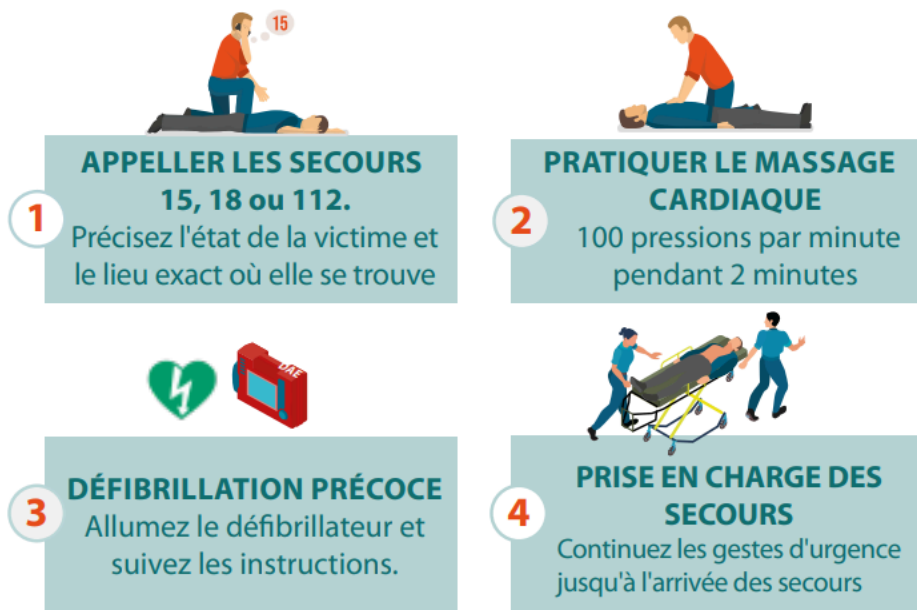 15
APPELLER LES SECOURS
15, 18 ou 112.
1
Précisez l'état de la victime et
le lieu exact où elle se trouve
PRATIQUER LE MASSAGE
CARDIAQUE
2
100 pressions par minute
pendant 2 minutes
DAE
DÉFIBRILLATION PRÉCOCE
3
Allumez le défibrillateur et
suivez les instructions.
PRISE EN CHARGE DES
SECOURS
4
Continuez les gestes d'urgence
jusqu'à l'arrivée des secours